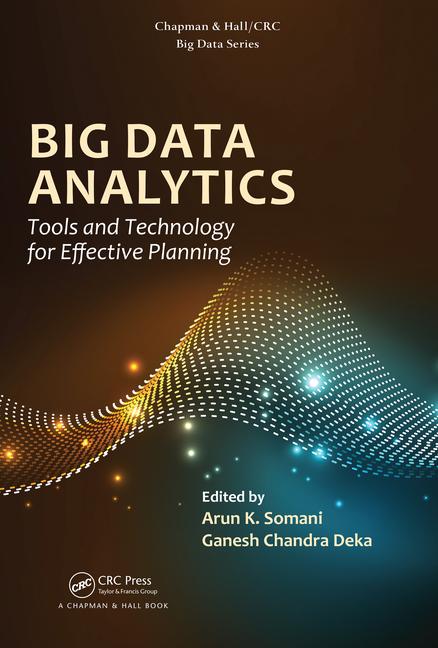 Chapman & Hall/CRC
Big Data Series
BIG DATA
ANALYTICS
Tools and Technology
for Effective Planning
Edited by
Arun K. Somani
Ganesh Chandra Deka
CRC
CRC Press
Taylor & Francis Group
A CHAPMAN & HALL BOOK